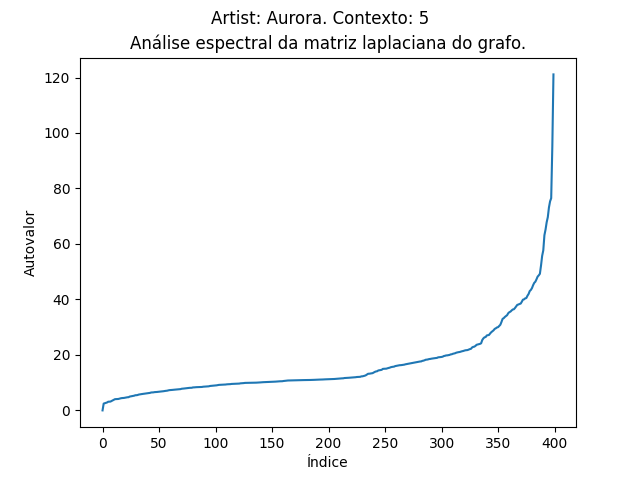 Artist: Aurora. Contexto: 5
Análise espectral da matriz laplaciana do grafo.
120
100
80
60
40
20
0
Autovalor
0 50 100 150 200 250 300 350 400
Índice